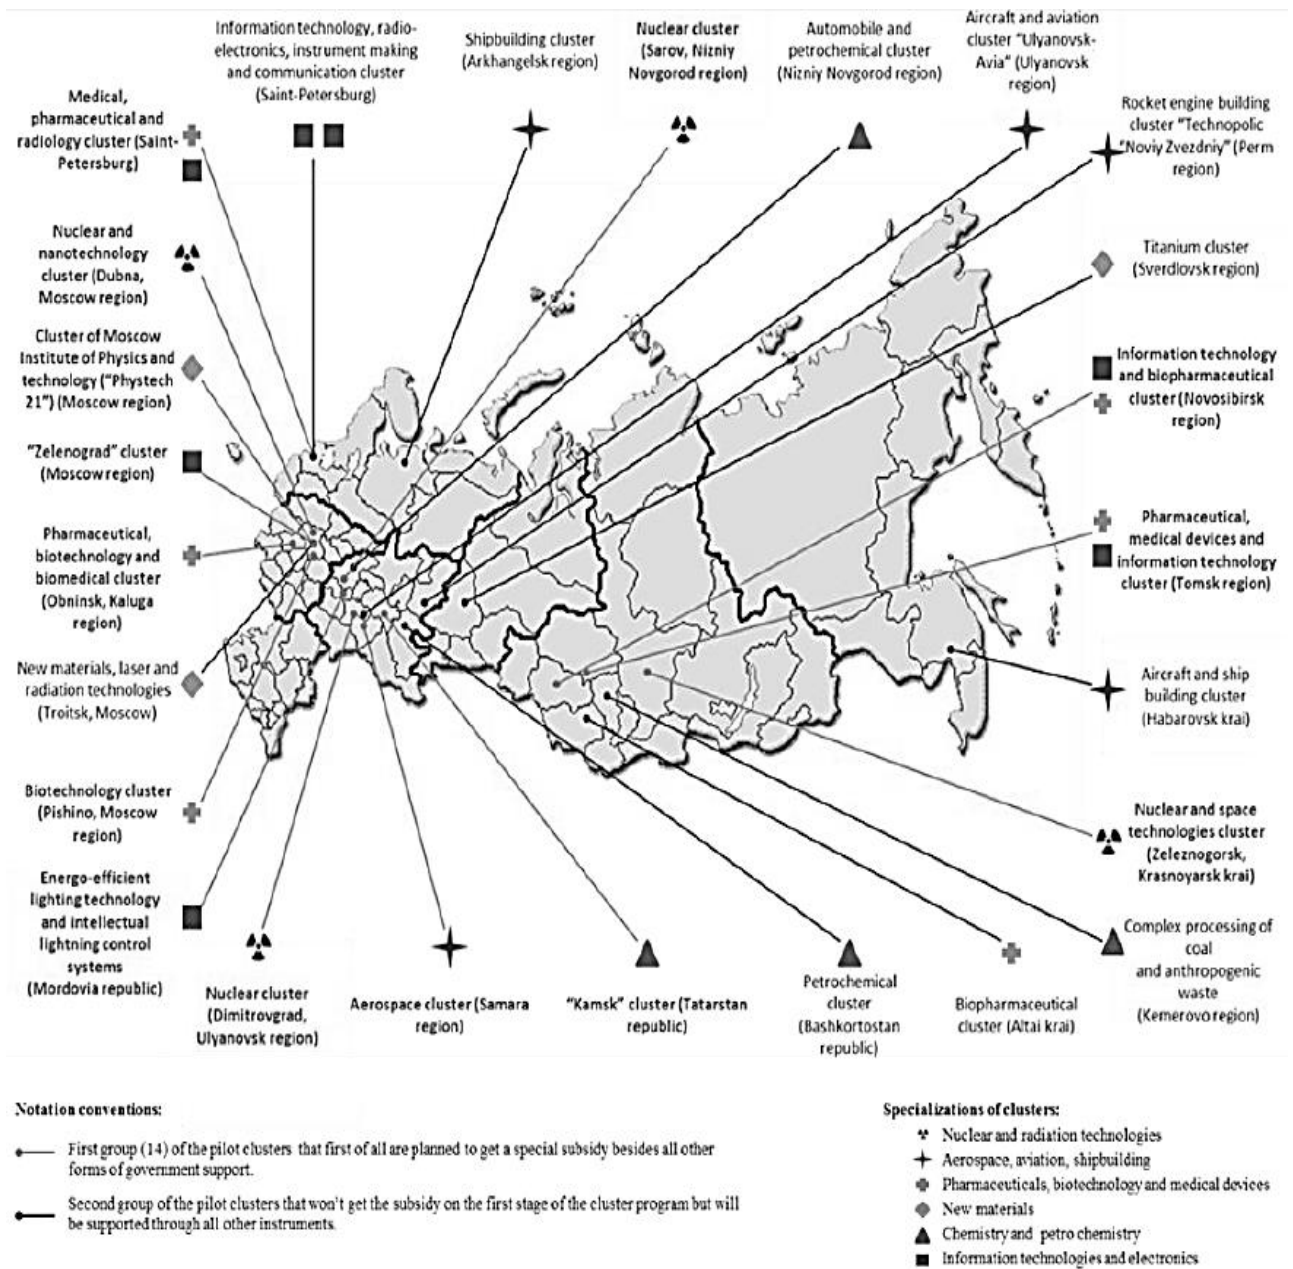 Information technology, radio-
electronics, instrument making
and communication cluster
(Saint-Petersburg)
Shipbuilding cluster
(Arkhangelsk region)
Nuclear cluster
(Sarov, Nizniy
Novgorod region)
Automobile and
petrochemical cluster
(Nizniy Novgorod region)
Aircraft and aviation
cluster "Ulyanovsk-
Avia" (Ulyanovsk
region)
Rocket engine building
cluster "Technopolic
"Noviy Zvezdniy" (Perm
region)
Titanium cluster
(Sverdlovsk region)
Information technology
and biopharmaceutical
cluster (Novosibirsk
region)
Pharmaceutical,
medical devices and
information technology
cluster (Tomsk region)
Aircraft and ship
building cluster
(Habarovsk krai)
Nuclear and space
technologies cluster
(Zeleznogorsk,
Krasnoyarsk krai)
Complex processing of
coal
and anthropogenic
waste
(Kemerovo region)
Medical,
pharmaceutical and
radiology cluster (Saint-
Petersburg)
Nuclear and
nanotechnology
cluster (Dubna,
Moscow region)
Cluster of Moscow
Institute of Physics and
technology ("Phystech
21") (Moscow region)
"Zelenograd" cluster
(Moscow region)
Pharmaceutical,
biotechnology and
biomedical cluster
(Obninsk, Kaluga
region)
New materials, laser and
radiation technologies
(Troitsk, Moscow)
Biotechnology cluster
(Pishino, Moscow
region)
Energo-efficient
lighting technology
and intellectual
lightning control
systems
(Mordovia republic)
Nuclear cluster
(Dimitrovgrad,
Ulyanovsk region)
Aerospace cluster (Samara
region)
"Kamsk" cluster (Tatarstan
republic)
Petrochemical
cluster
(Bashkortostan
republic)
Biopharmaceutical
cluster (Altai krai)
Notation conventions:
First group (14) of the pilot clusters that first of all are planned to get a special subsidy besides all other
forms of government support.
Second group of the pilot clusters that won't get the subsidy on the first stage of the cluster program but will
be supported through all other instruments.
Specializations of clusters:
Nuclear and radiation technologies
Aerospace, aviation, shipbuilding
Pharmaceuticals, biotechnology and medical devices
New materials
Chemistry and petro chemistry
Information technologies and electronics